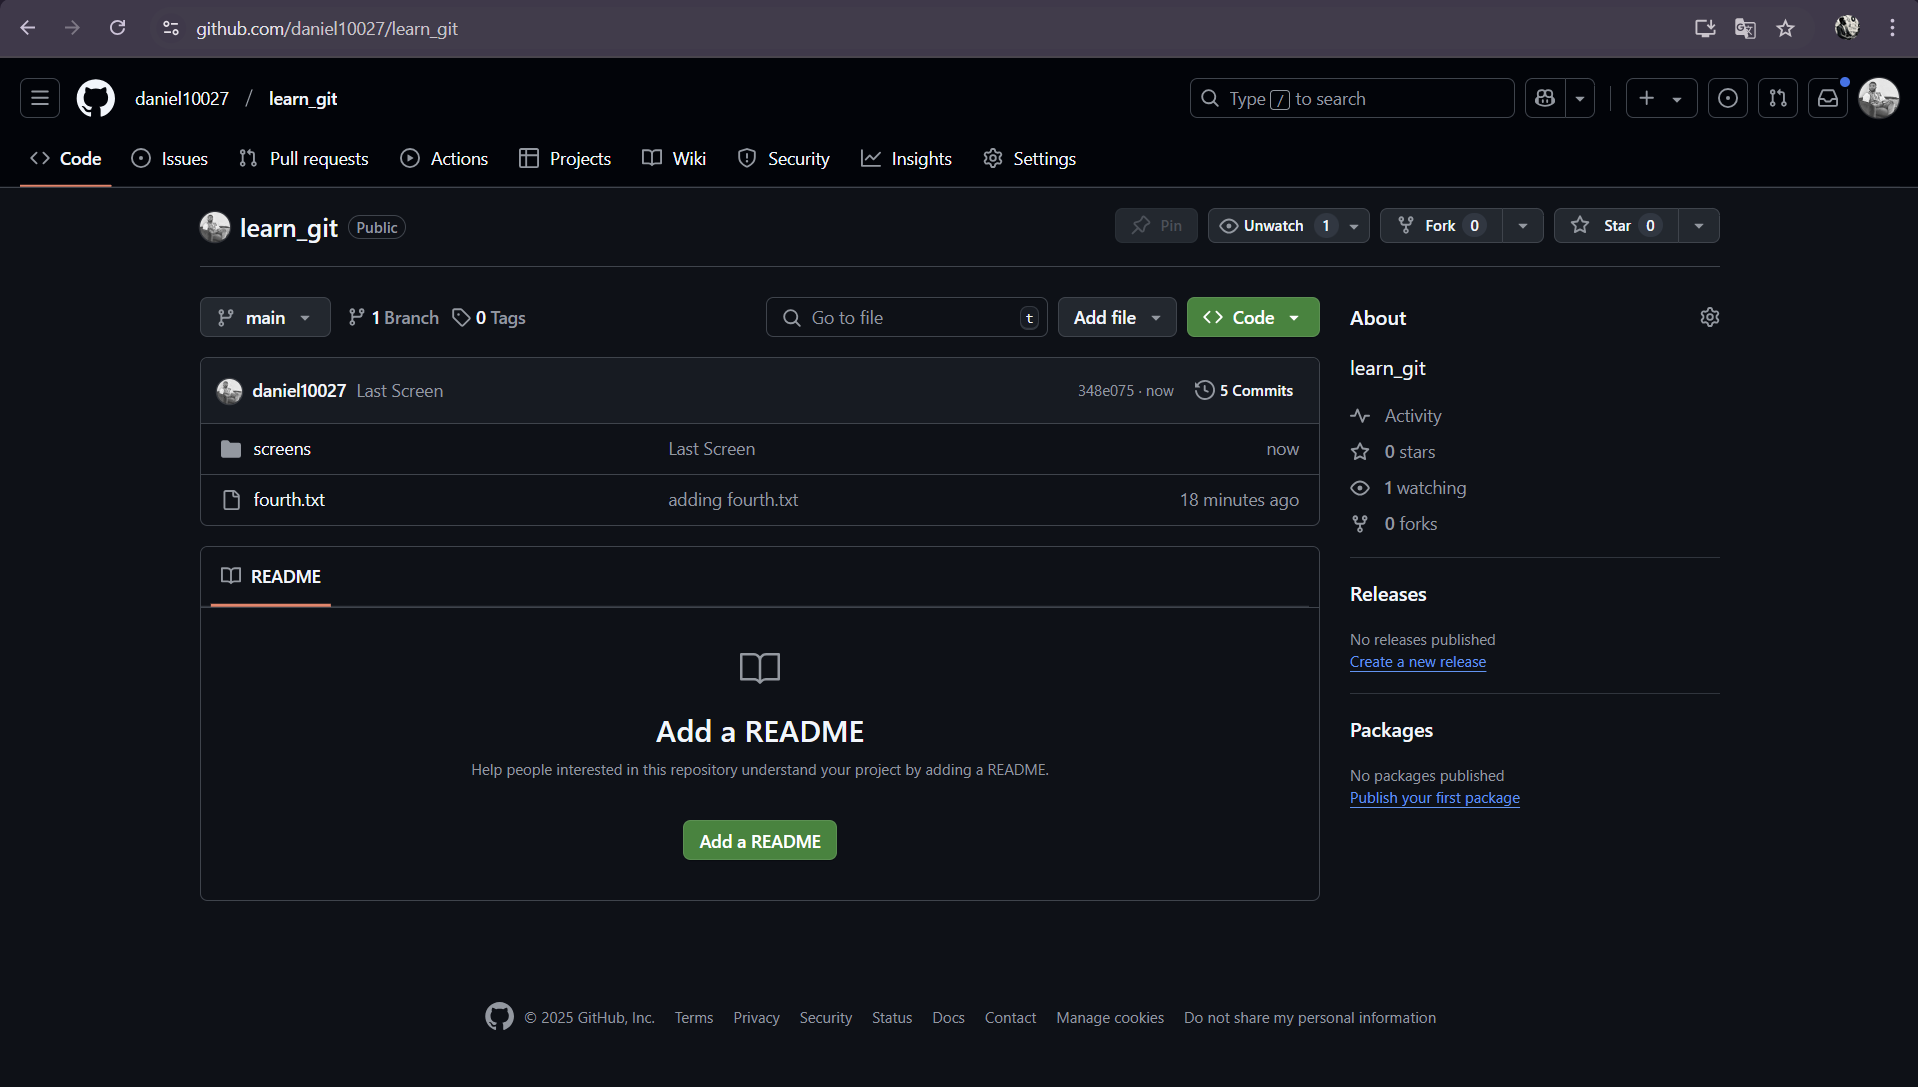 github.com/daniel10027/learn_git
daniel10027 / learn_git
Type / to search
Code Issues Pull requests Actions Projects Wiki Security Insights Settings
learn_git Public
Pin Unwatch 1 Fork 0 Star 0
main 1 Branch 0 Tags Go to file t Add file Code
daniel10027 Last Screen 348e075 · now 5 Commits
screens Last Screen now
fourth.txt adding fourth.txt 18 minutes ago
README
Add a README
Help people interested in this repository understand your project by adding a README.
Add a README
About
learn_git
Activity
0 stars
1 watching
0 forks
Releases
No releases published
Create a new release
Packages
No packages published
Publish your first package
© 2025 GitHub, Inc. Terms Privacy Security Status Docs Contact Manage cookies Do not share my personal information